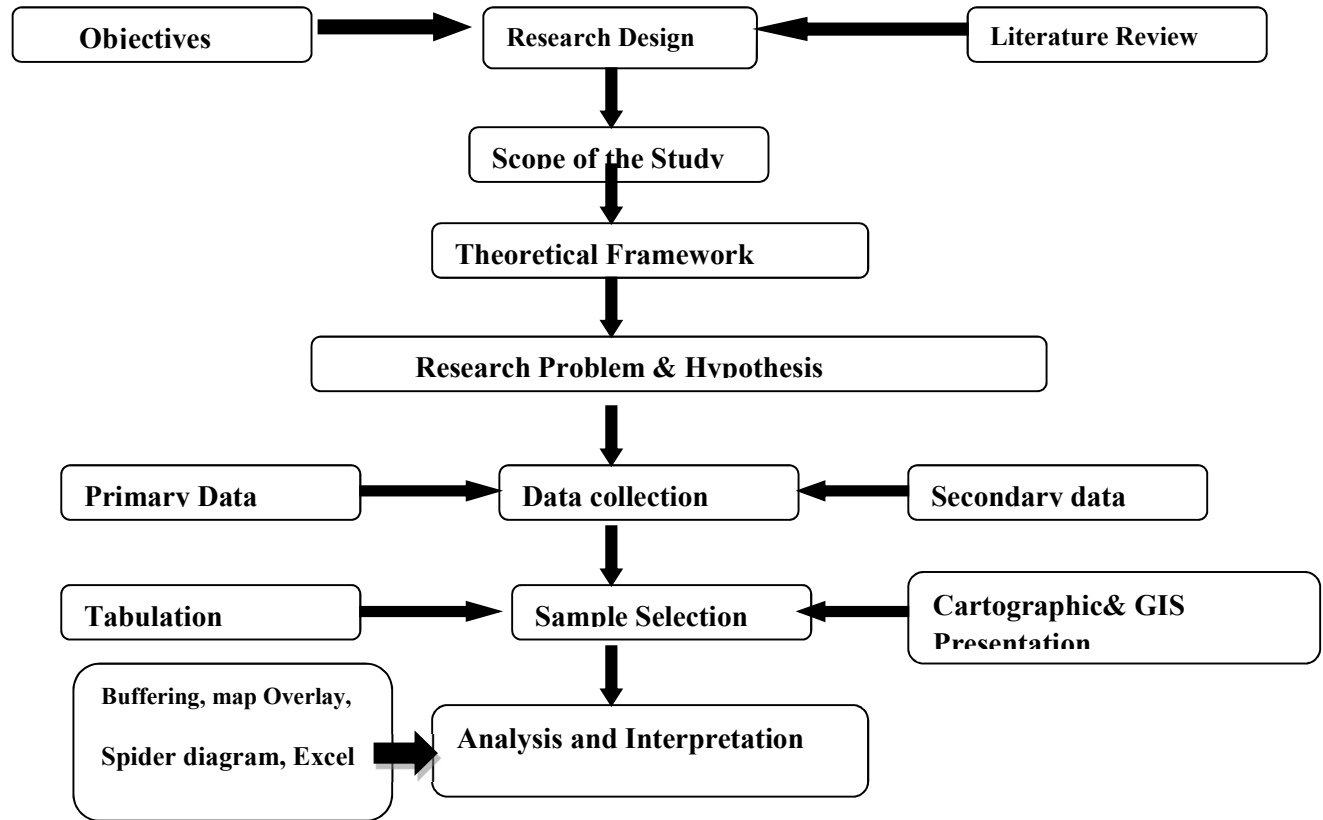 Objectives
Research Design
Literature Review
Scope of the Study
Theoretical Framework
Research Problem & Hypothesis
Primary Data
Data collection
Secondary data
Tabulation
Sample Selection
Cartographic& GIS
Presentation
Buffering, map Overlay,
Spider diagram, Excel
Analysis and Interpretation